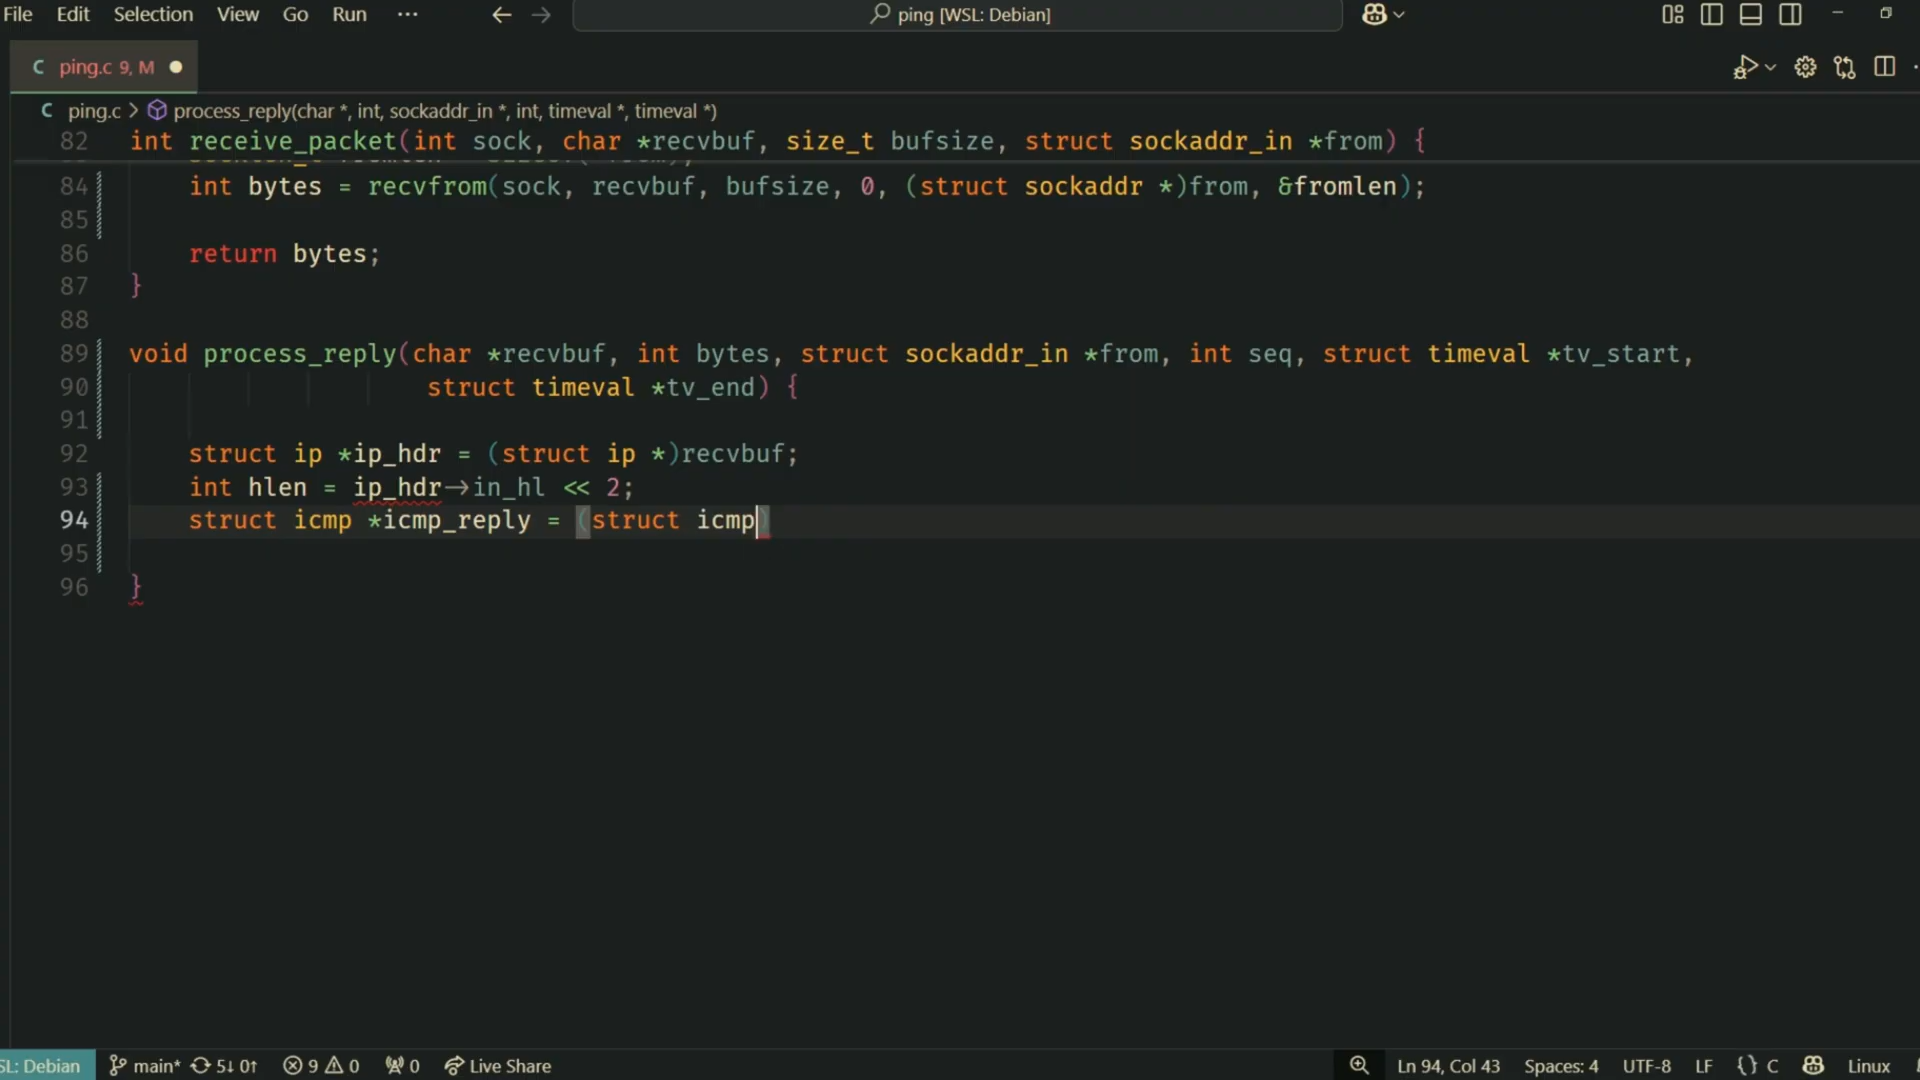 File Edit Selection View Go Run ··· ping [WSL: Debian]
C ping.c 9, M
C ping.c > process_reply(char *, int, sockaddr_in *, int, timeval *, timeval *)
82 int receive_packet(int sock, char *recvbuf, size_t bufsize, struct sockaddr_in *from) {
84 int bytes = recvfrom(sock, recvbuf, bufsize, 0, (struct sockaddr *)from, &fromlen);
85
86 return bytes;
87 }
88
89 void process_reply(char *recvbuf, int bytes, struct sockaddr_in *from, int seq, struct timeval *tv_start,
90 struct timeval *tv_end) {
91
92 struct ip *ip_hdr = (struct ip *)recvbuf;
93 int hlen = ip_hdr->in_hl << 2;
94 struct icmp *icmp_reply = (struct icmp)
95
96 }
SL: Debian main* 5↓ 0↑ 9 0 0 Live Share Ln 94, Col 43 Spaces: 4 UTF-8 LF {} C Linux